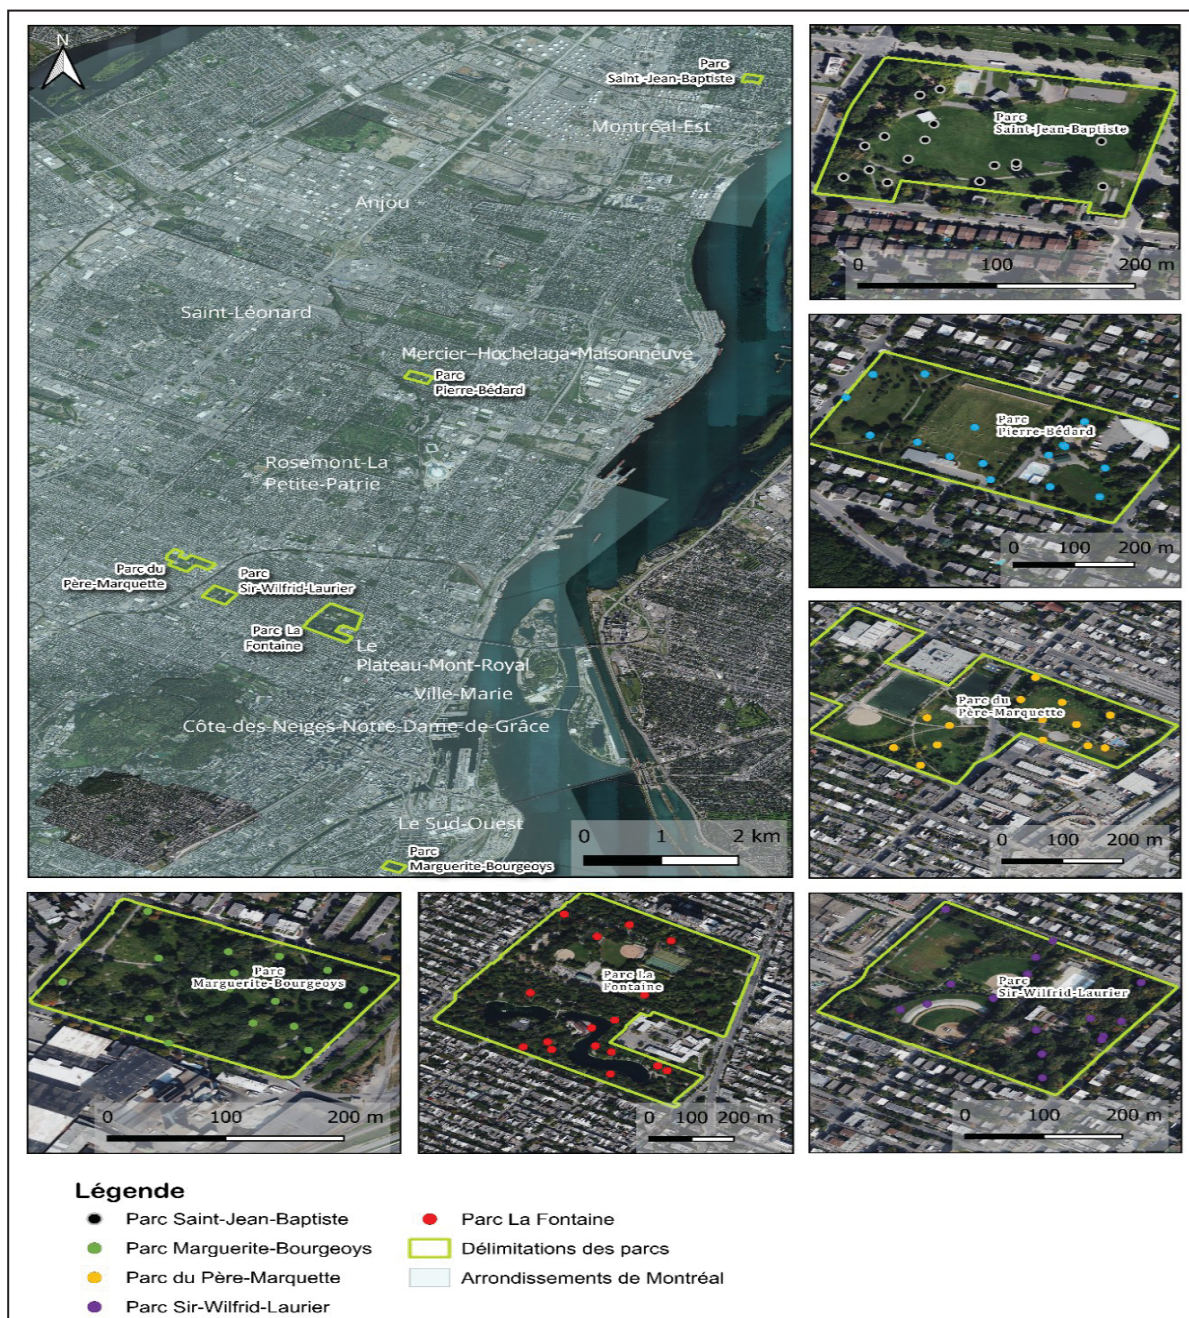 N
Parc
Saint-Jean-Baptiste
Montréal-Est
Anjou
Saint-Léonard
Mercier–Hochelaga-Maisonneuve
Parc
Pierre-Bédard
Rosemont-La
Petite-Patrie
Parc du
Père-Marquette
Parc
Sir-Wilfrid-Laurier
Parc La
Fontaine
Le
Plateau-Mont-Royal
Ville-Marie
Côte-des-Neiges-Notre-Dame-de-Grâce
Le Sud-Ouest
Parc
Marguerite-Bourgeoys
0 1 2 km
Parc
Saint-Jean-Baptiste
0 100 200 m
Parc
Pierre-Bédard
0 100 200 m
Parc du
Père-Marquette
0 100 200 m
Parc
Marguerite-Bourgeoys
0 100 200 m
Parc La
Fontaine
0 100 200 m
Parc
Sir-Wilfrid-Laurier
0 100 200 m
Légende
Parc Saint-Jean-Baptiste
Parc Marguerite-Bourgeoys
Parc du Père-Marquette
Parc Sir-Wilfrid-Laurier
Parc La Fontaine
Délimitations des parcs
Arrondissements de Montréal